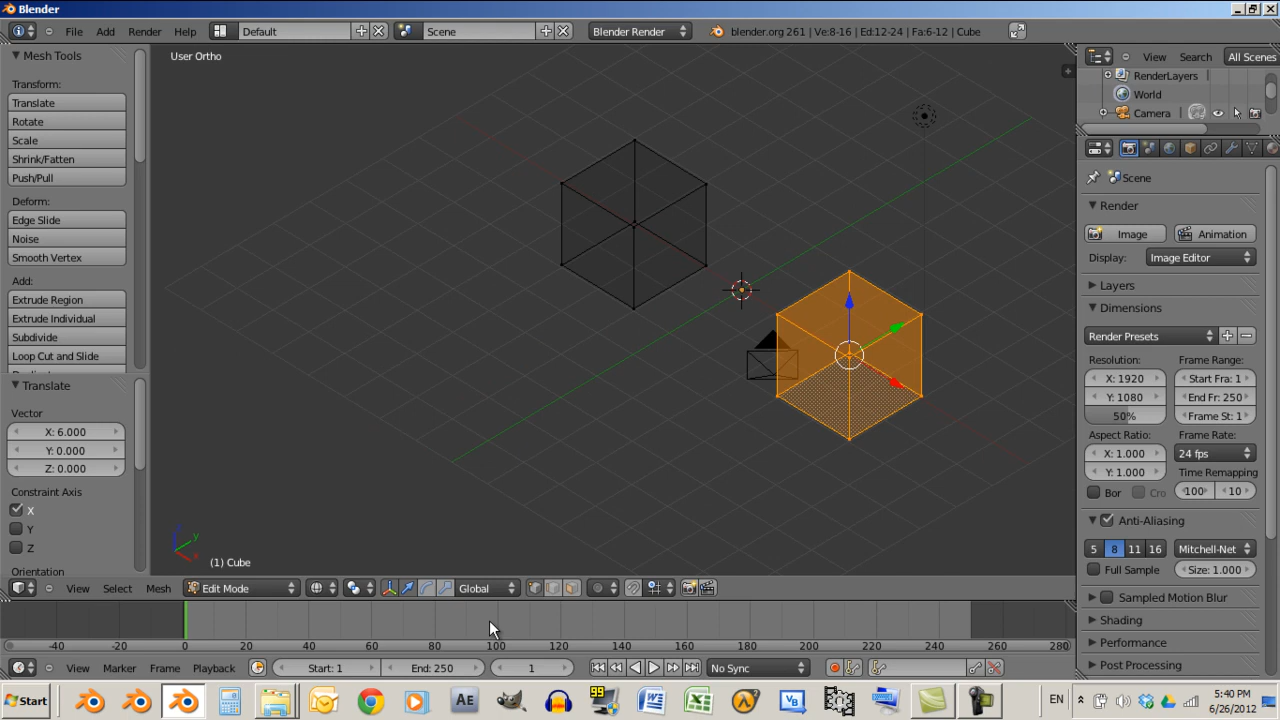 Blender
File Add Render Help Default Scene Blender Render blender.org 261 | Ve:8-16 | Ed:12-24 | Fa:6-12 | Cube
Mesh Tools
Transform:
Translate
Rotate
Scale
Shrink/Fatten
Push/Pull
Deform:
Edge Slide
Noise
Smooth Vertex
Add:
Extrude Region
Extrude Individual
Subdivide
Loop Cut and Slide
Translate
Vector
X: 6.000
Y: 0.000
Z: 0.000
Constraint Axis
X
Y
Z
Orientation
User Ortho
z
y
x
(1) Cube
View Select Mesh Edit Mode Global
-40 -20 0 20 40 60 80 100 120 140 160 180 200 220 240 260 280
View Marker Frame Playback Start: 1 End: 250 1 No Sync
View Search All Scenes
RenderLayers
World
Camera
Scene
Render
Image Animation
Display: Image Editor
Layers
Dimensions
Render Presets
Resolution: Frame Range:
X: 1920 Start Fra: 1
Y: 1080 End Fr: 250
50% Frame St: 1
Aspect Ratio: Frame Rate:
X: 1.000 24 fps
Y: 1.000 Time Remapping
Bor Cro 100 10
Anti-Aliasing
5 8 11 16 Mitchell-Net
Full Sample Size: 1.000
Sampled Motion Blur
Shading
Performance
Post Processing
Start AE 99 W X VB EN 5:40 PM
6/26/2012